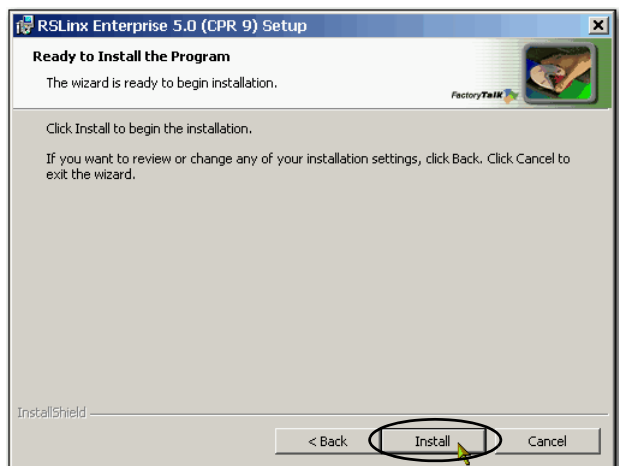 RSLinx Enterprise 5.0 (CPR 9) Setup
Ready to Install the Program
The wizard is ready to begin installation.
FactoryTalk
Click Install to begin the installation.
If you want to review or change any of your installation settings, click Back. Click Cancel to
exit the wizard.
InstallShield
< Back Install Cancel